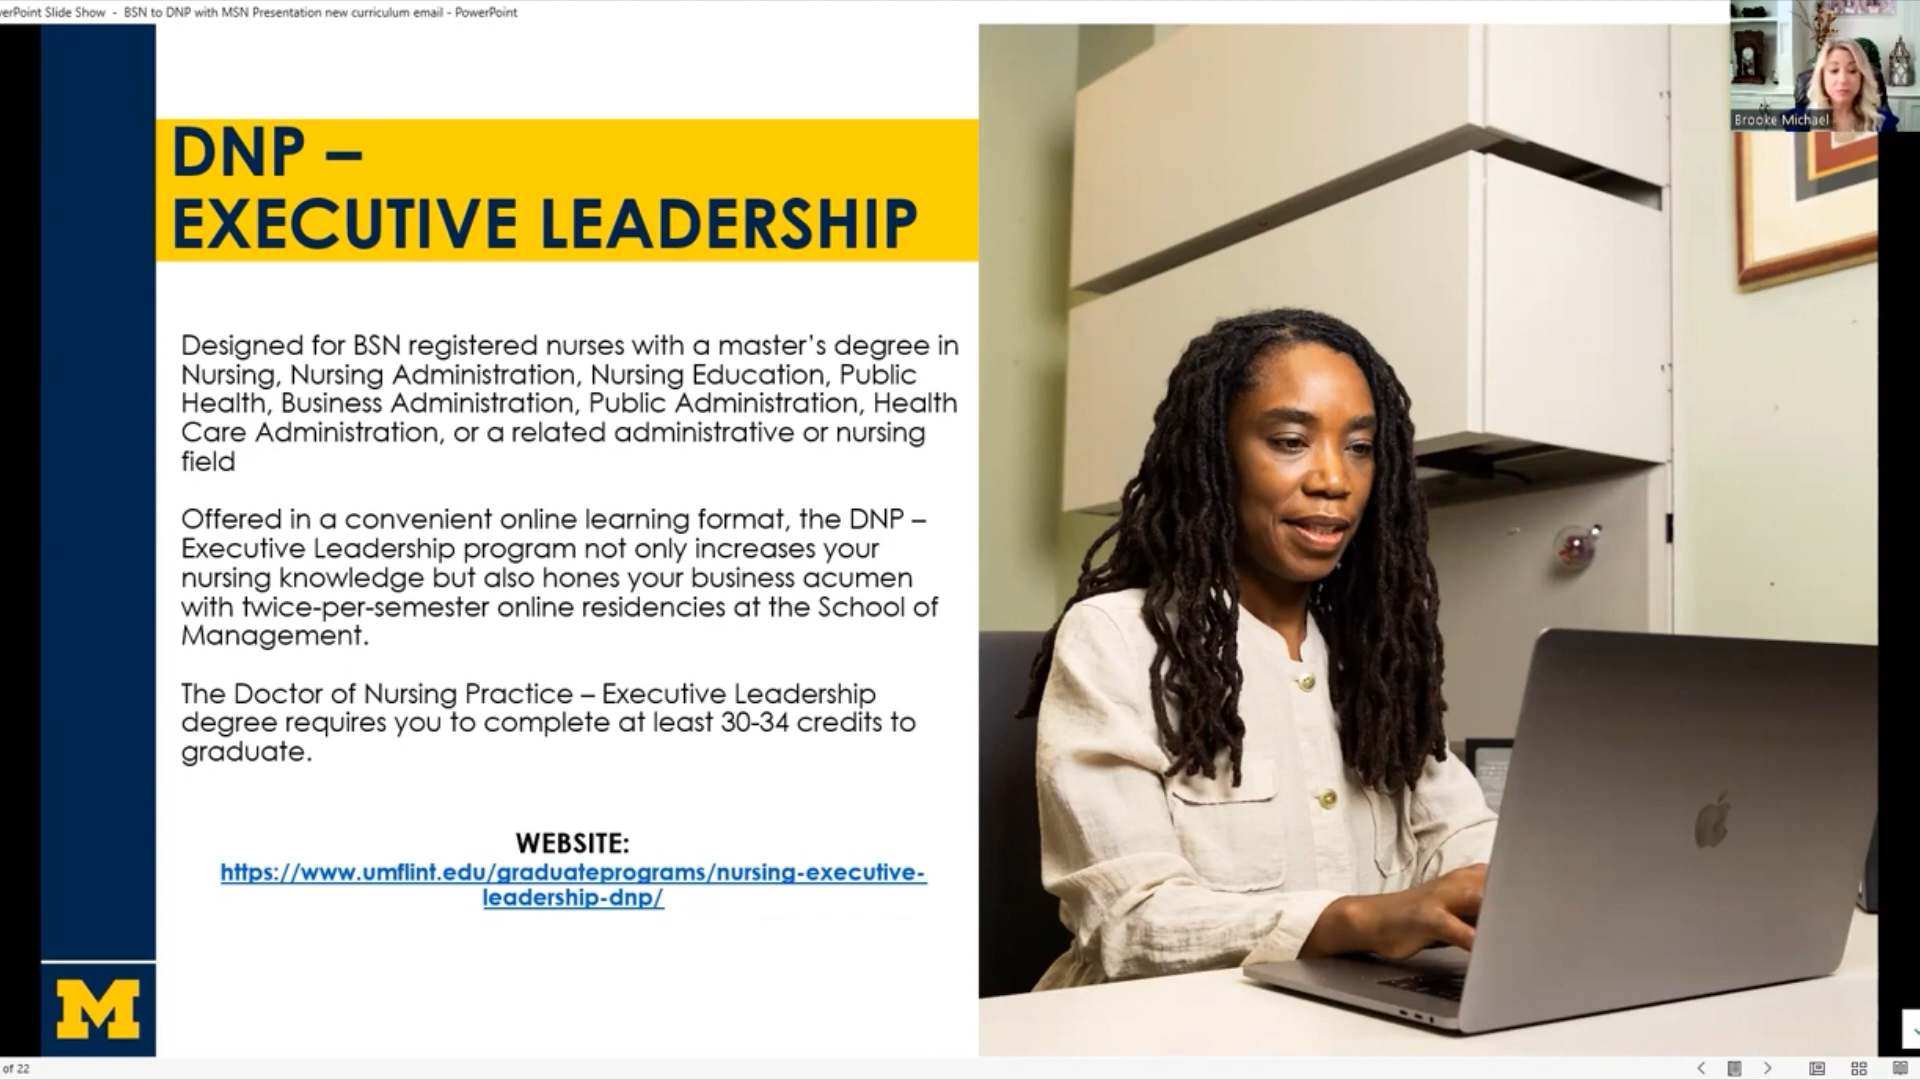 erPoint Slide Show - BSN to DNP with MSN Presentation new curriculum email - PowerPoint
Brooke Michael
DNP –
EXECUTIVE LEADERSHIP
Designed for BSN registered nurses with a master's degree in
Nursing, Nursing Administration, Nursing Education, Public
Health, Business Administration, Public Administration, Health
Care Administration, or a related administrative or nursing
field
Offered in a convenient online learning format, the DNP –
Executive Leadership program not only increases your
nursing knowledge but also hones your business acumen
with twice-per-semester online residencies at the School of
Management.
The Doctor of Nursing Practice – Executive Leadership
degree requires you to complete at least 30-34 credits to
graduate.
WEBSITE:
https://www.umflint.edu/graduateprograms/nursing-executive-
leadership-dnp/
M
of 22